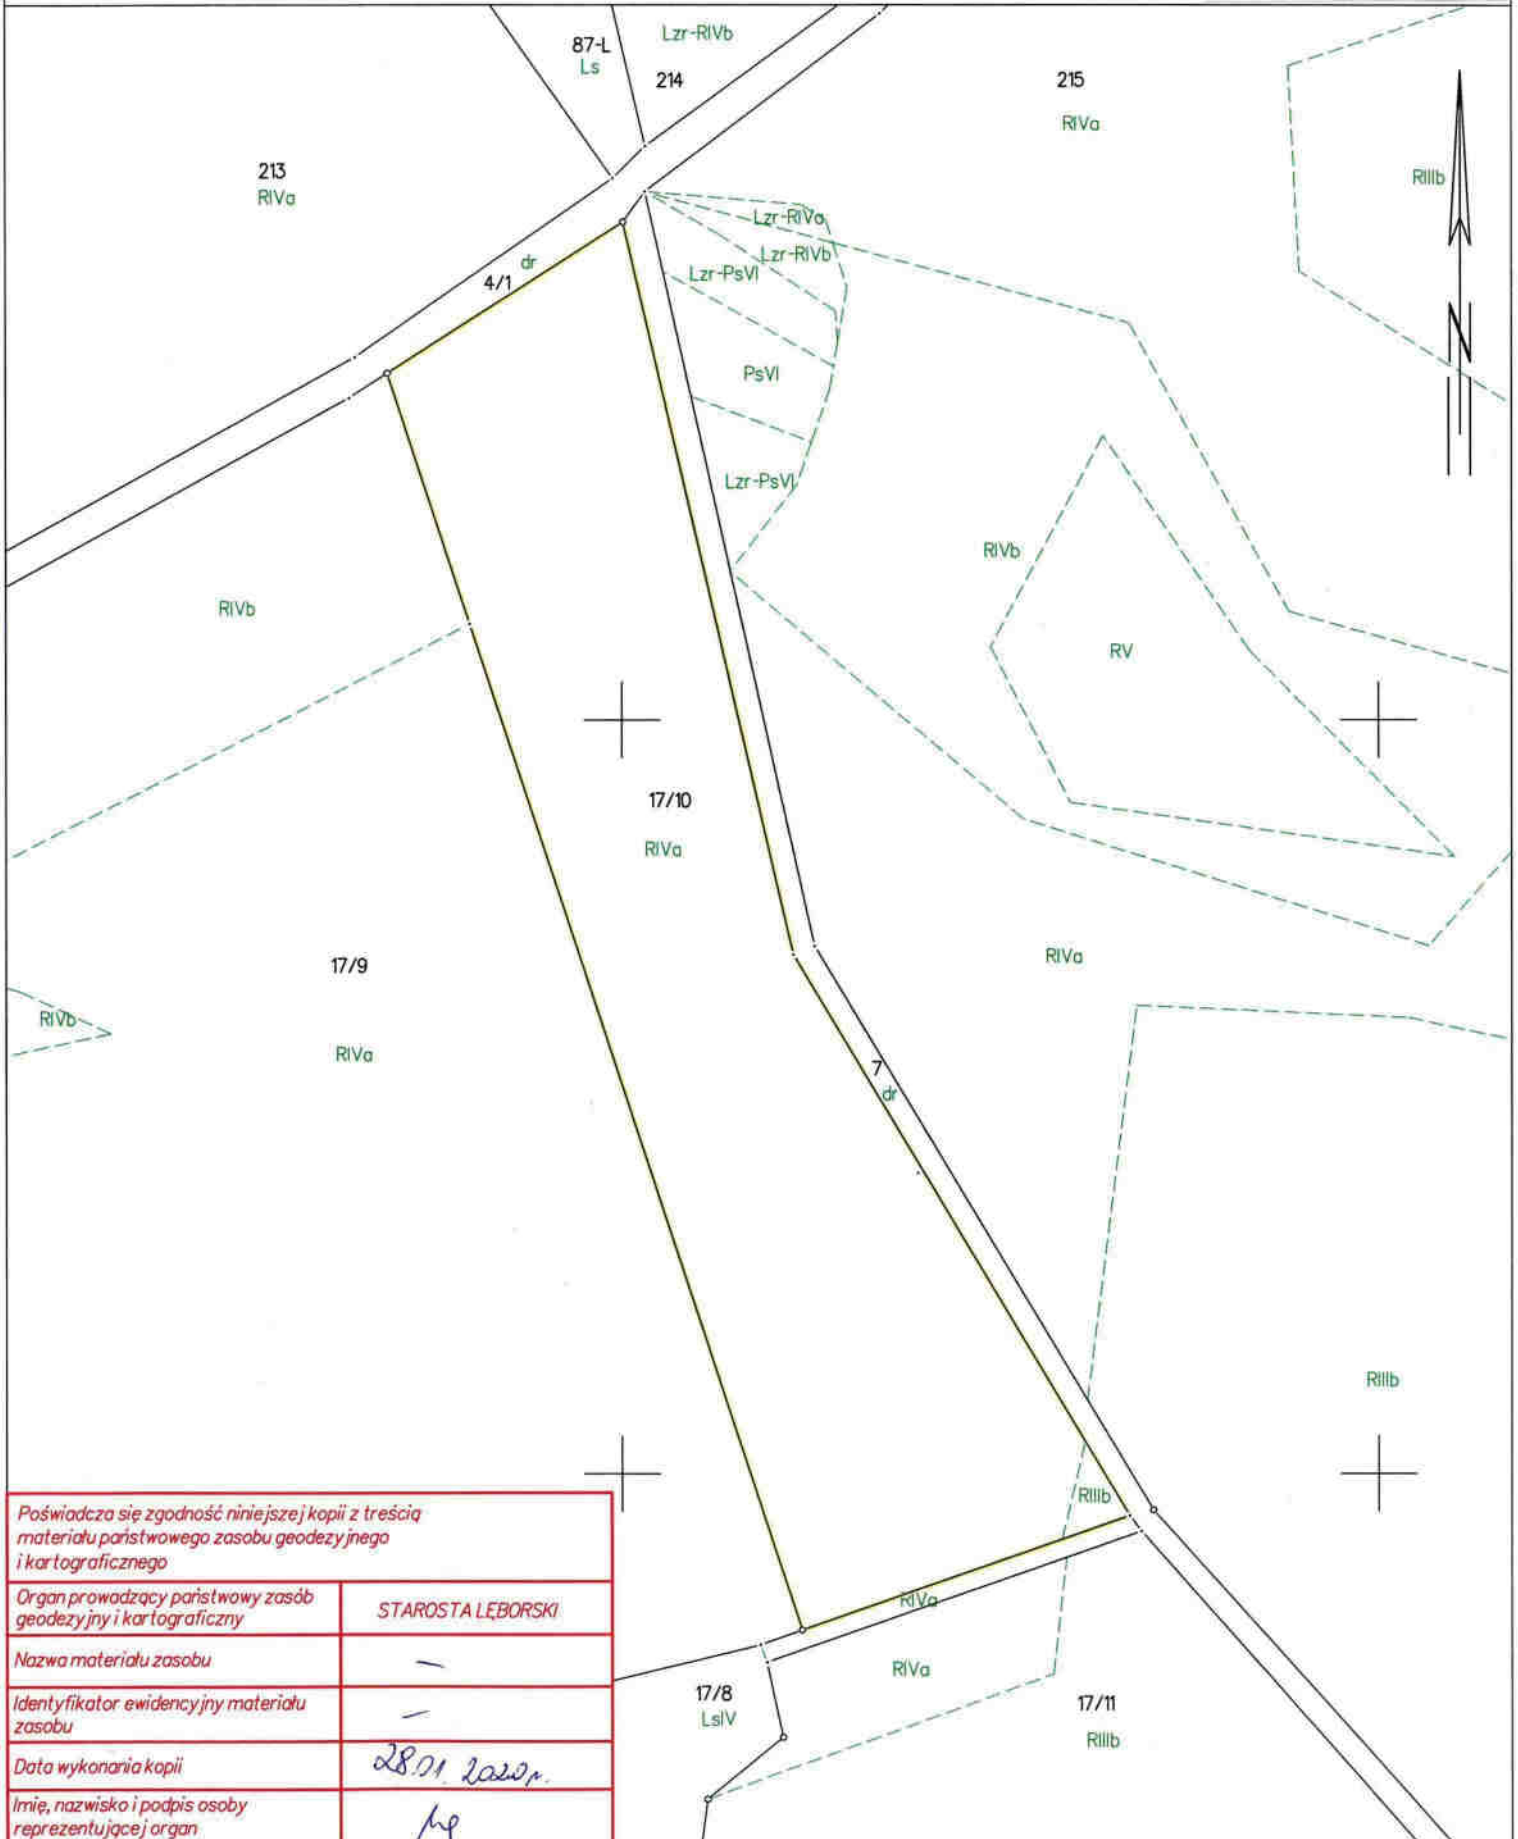 87-L
Ls
Lzr-RIVb
214
215
RIVa
213
RIVa
RIIIb
Lzr-RIVa
Lzr-RIVb
Lzr-PsVI
dr
4/1
N
PsVI
Lzr-PsVI
RIVb
RIVb
RV
17/10
RIVa
17/9
RIVa
RIVb
RIVa
7
dr
RIIIb
RIIIb
RIVa
RIVa
17/8
LsIV
17/11
RIIIb
Poświadcza się zgodność niniejszej kopii z treścią
materiału państwowego zasobu geodezyjnego
i kartograficznego
Organ prowadzący państwowy zasób
geodezyjny i kartograficzny
STAROSTA LĘBORSKI
Nazwa materiału zasobu
—
Identyfikator ewidencyjny materiału
zasobu
—
Data wykonania kopii
28.01.2020 r.
Imię, nazwisko i podpis osoby
reprezentującej organ